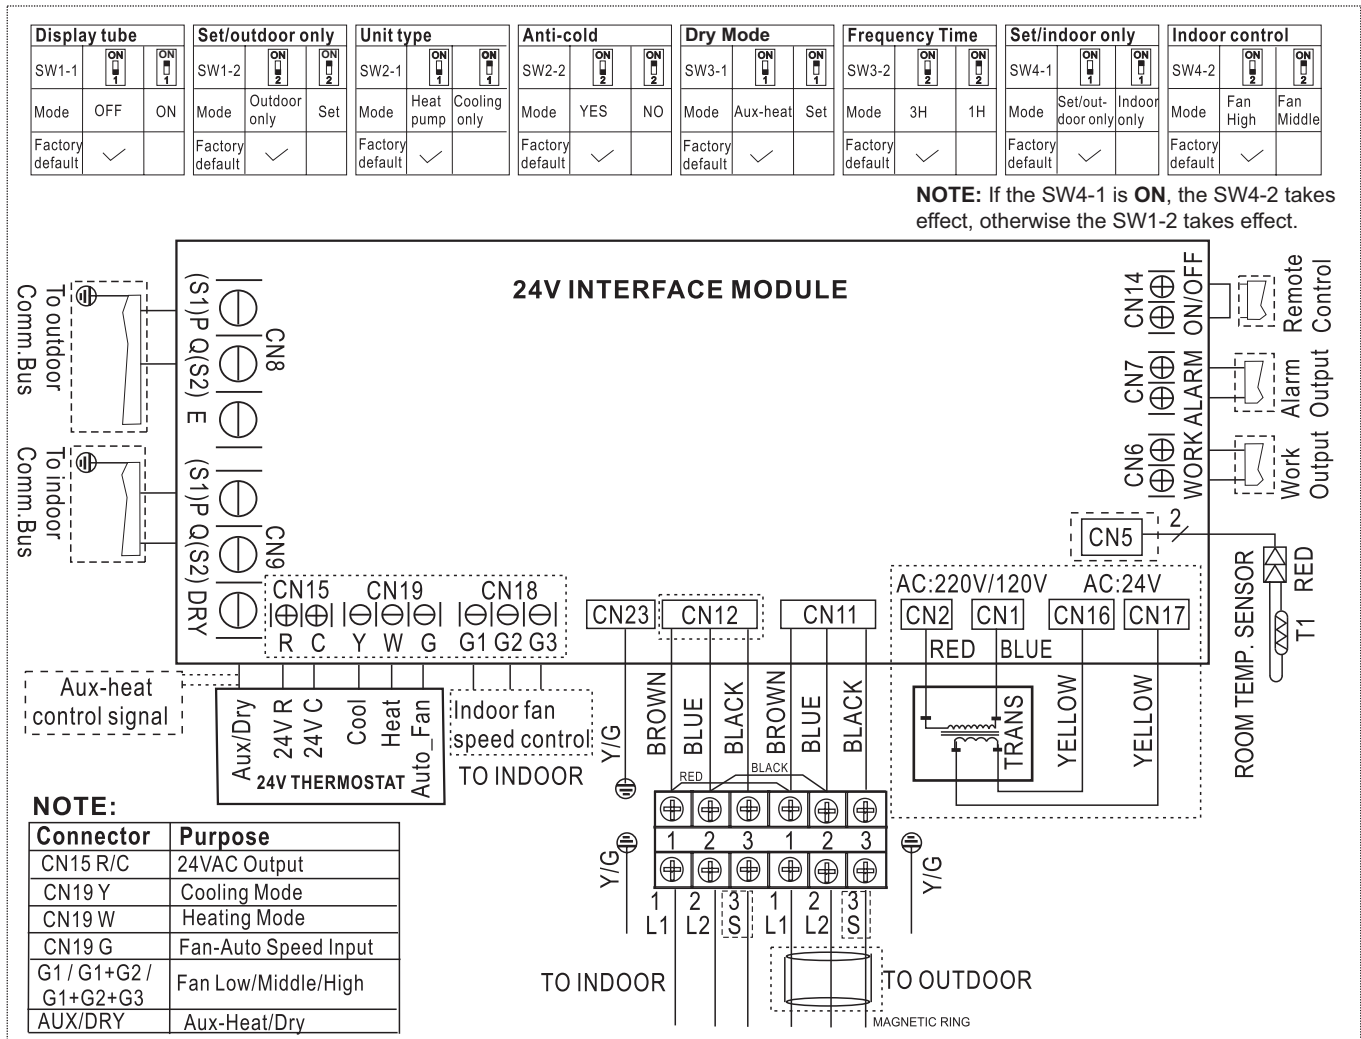 Display tube
SW1-1 ON 1 ON 1
Mode OFF ON
Factory default
Set/outdoor only
SW1-2 ON 2 ON 2
Mode Outdoor only Set
Factory default
Unit type
SW2-1 ON 1 ON 1
Mode Heat pump Cooling only
Factory default
Anti-cold
SW2-2 ON 2 ON 2
Mode YES NO
Factory default
Dry Mode
SW3-1 ON 1 ON 1
Mode Aux-heat Set
Factory default
Frequency Time
SW3-2 ON 2 ON 2
Mode 3H 1H
Factory default
Set/indoor only
SW4-1 ON 1 ON 1
Mode Set/out-door only Indoor only
Factory default
Indoor control
SW4-2 ON 2 ON 2
Mode Fan High Fan Middle
Factory default
NOTE: If the SW4-1 is ON, the SW4-2 takes
effect, otherwise the SW1-2 takes effect.
24V INTERFACE MODULE
To outdoor
Comm.Bus
(S1)P Q(S2) E
CN8
To indoor
Comm.Bus
(S1)P Q(S2) DRY
CN9
CN14 ON/OFF
Remote
Control
CN7 ALARM
Alarm
Output
CN6 WORK
Work
Output
CN5
2
ROOM TEMP. SENSOR
RED
T1
CN15 CN19 CN18
R C Y W G G1 G2 G3
CN23 CN12 CN11
AC:220V/120V AC:24V
CN2 CN1 CN16 CN17
RED BLUE
TRANS
YELLOW
YELLOW
Aux-heat
control signal
Aux/Dry
24V R
24V C
Cool
Heat
Auto_Fan
24V THERMOSTAT
Indoor fan
speed control
TO INDOOR
Y/G
BROWN
BLUE
BLACK
BROWN
BLUE
BLACK
RED
BLACK
1 2 3 1 2 3
Y/G
Y/G
1 2 3 1 2 3
L1 L2 S L1 L2 S
TO INDOOR
TO OUTDOOR
MAGNETIC RING
NOTE:
Connector Purpose
CN15 R/C 24VAC Output
CN19 Y Cooling Mode
CN19 W Heating Mode
CN19 G Fan-Auto Speed Input
G1 / G1+G2 /
G1+G2+G3
Fan Low/Middle/High
AUX/DRY Aux-Heat/Dry